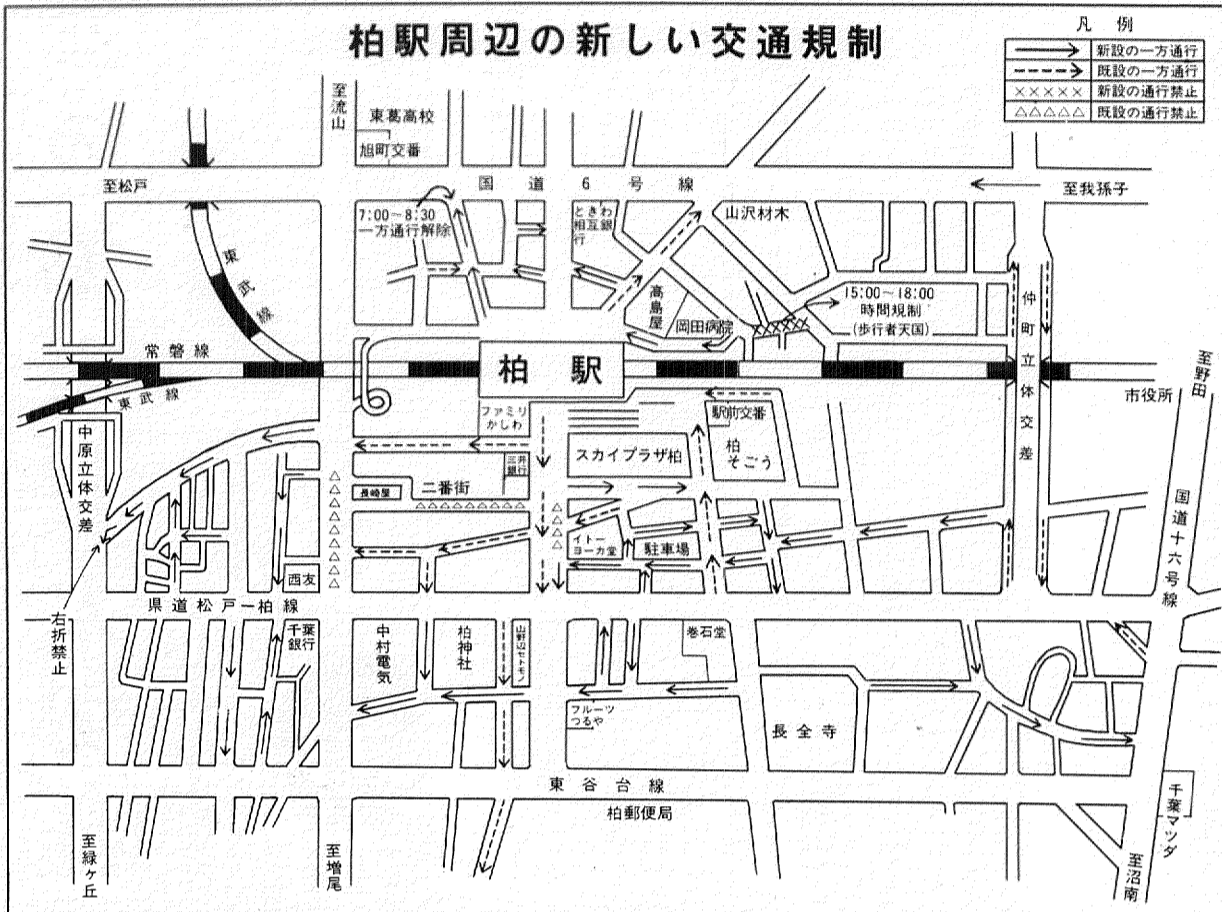 柏駅周辺の新しい交通規制
凡例
新設の一方通行
既設の一方通行
×××××
新設の通行禁止
△△△△△
既設の通行禁止
至流山
東葛高校
旭町交番
至松戸
国道6号線
至我孫子
7:00~8:30
一方通行解除
ときわ
相互銀
行
山沢材木
東武線
高島屋
岡田病院
15:00~18:00
時間規制
(歩行者天国)
仲町立体交差
常磐線
柏駅
至野田
東武線
市役所
中原立体交差
ファミリ
かしわ
駅前交番
三井
銀行
スカイプラザ柏
柏
そごう
長崎屋
二番街
国道十六号線
イトー
ヨーカ堂
駐車場
西友
県道松戸一柏線
右折禁止
千葉
銀行
中村電気
柏神社
山野辺セトモノ
巻石堂
フルーツ
つるや
長全寺
東谷台線
柏郵便局
千葉マツダ
至緑ヶ丘
至増尾
至沼南